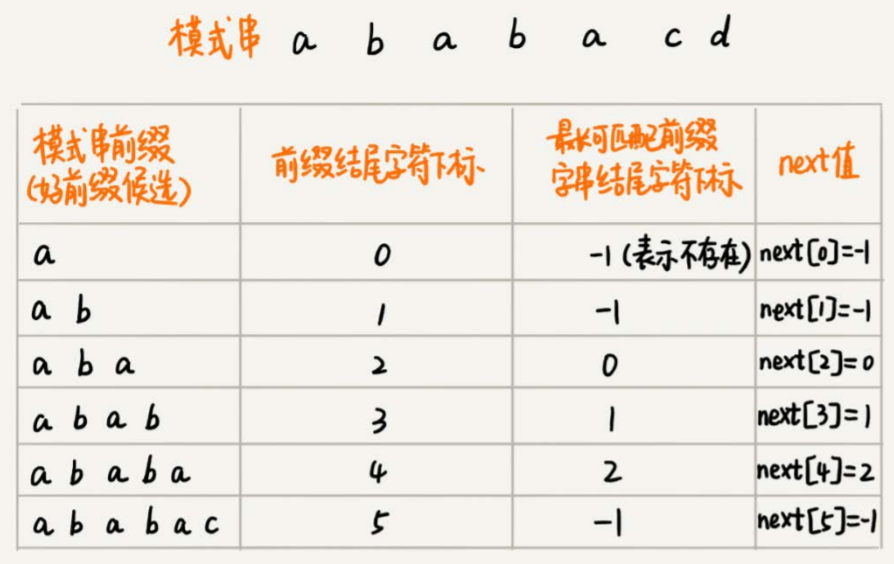 模式串 a b a b a c d
模式串前缀 (好前缀候选) 前缀结尾字符下标 最长可匹配前缀字串结尾字符下标 next值
a 0 -1 (表示不存在) next[0]=-1
a b 1 -1 next[1]=-1
a b a 2 0 next[2]=0
a b a b 3 1 next[3]=1
a b a b a 4 2 next[4]=2
a b a b a c 5 -1 next[5]=-1